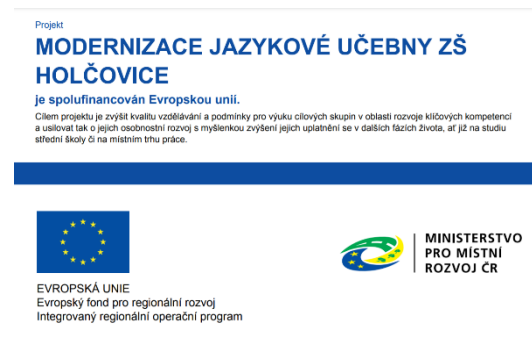 Projekt
MODERNIZACE JAZYKOVÉ UČEBNY ZŠ
HOLČOVICE
je spolufinancován Evropskou unií.
Cílem projektu je zvýšit kvalitu vzdělávání a podmínky pro výuku cílových skupin v oblasti rozvoje klíčových kompetencí
a usilovat tak o jejich osobnostní rozvoj s myšlenkou zvýšení jejich uplatnění se v dalších fázích života, ať již na studiu
střední školy či na místním trhu práce.
EVROPSKÁ UNIE
Evropský fond pro regionální rozvoj
Integrovaný regionální operační program
MINISTERSTVO
PRO MÍSTNÍ
ROZVOJ ČR